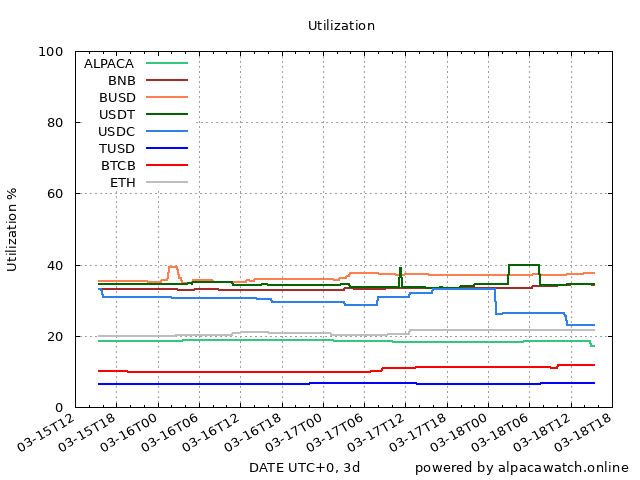 Utilization
100
80
60
40
20
0
Utilization %
ALPACA
BNB
BUSD
USDT
USDC
TUSD
BTCB
ETH
03-15T12
03-15T18
03-16T00
03-16T06
03-16T12
03-16T18
03-17T00
03-17T06
03-17T12
03-17T18
03-18T00
03-18T06
03-18T12
03-18T18
DATE UTC+0, 3d
powered by alpacawatch.online